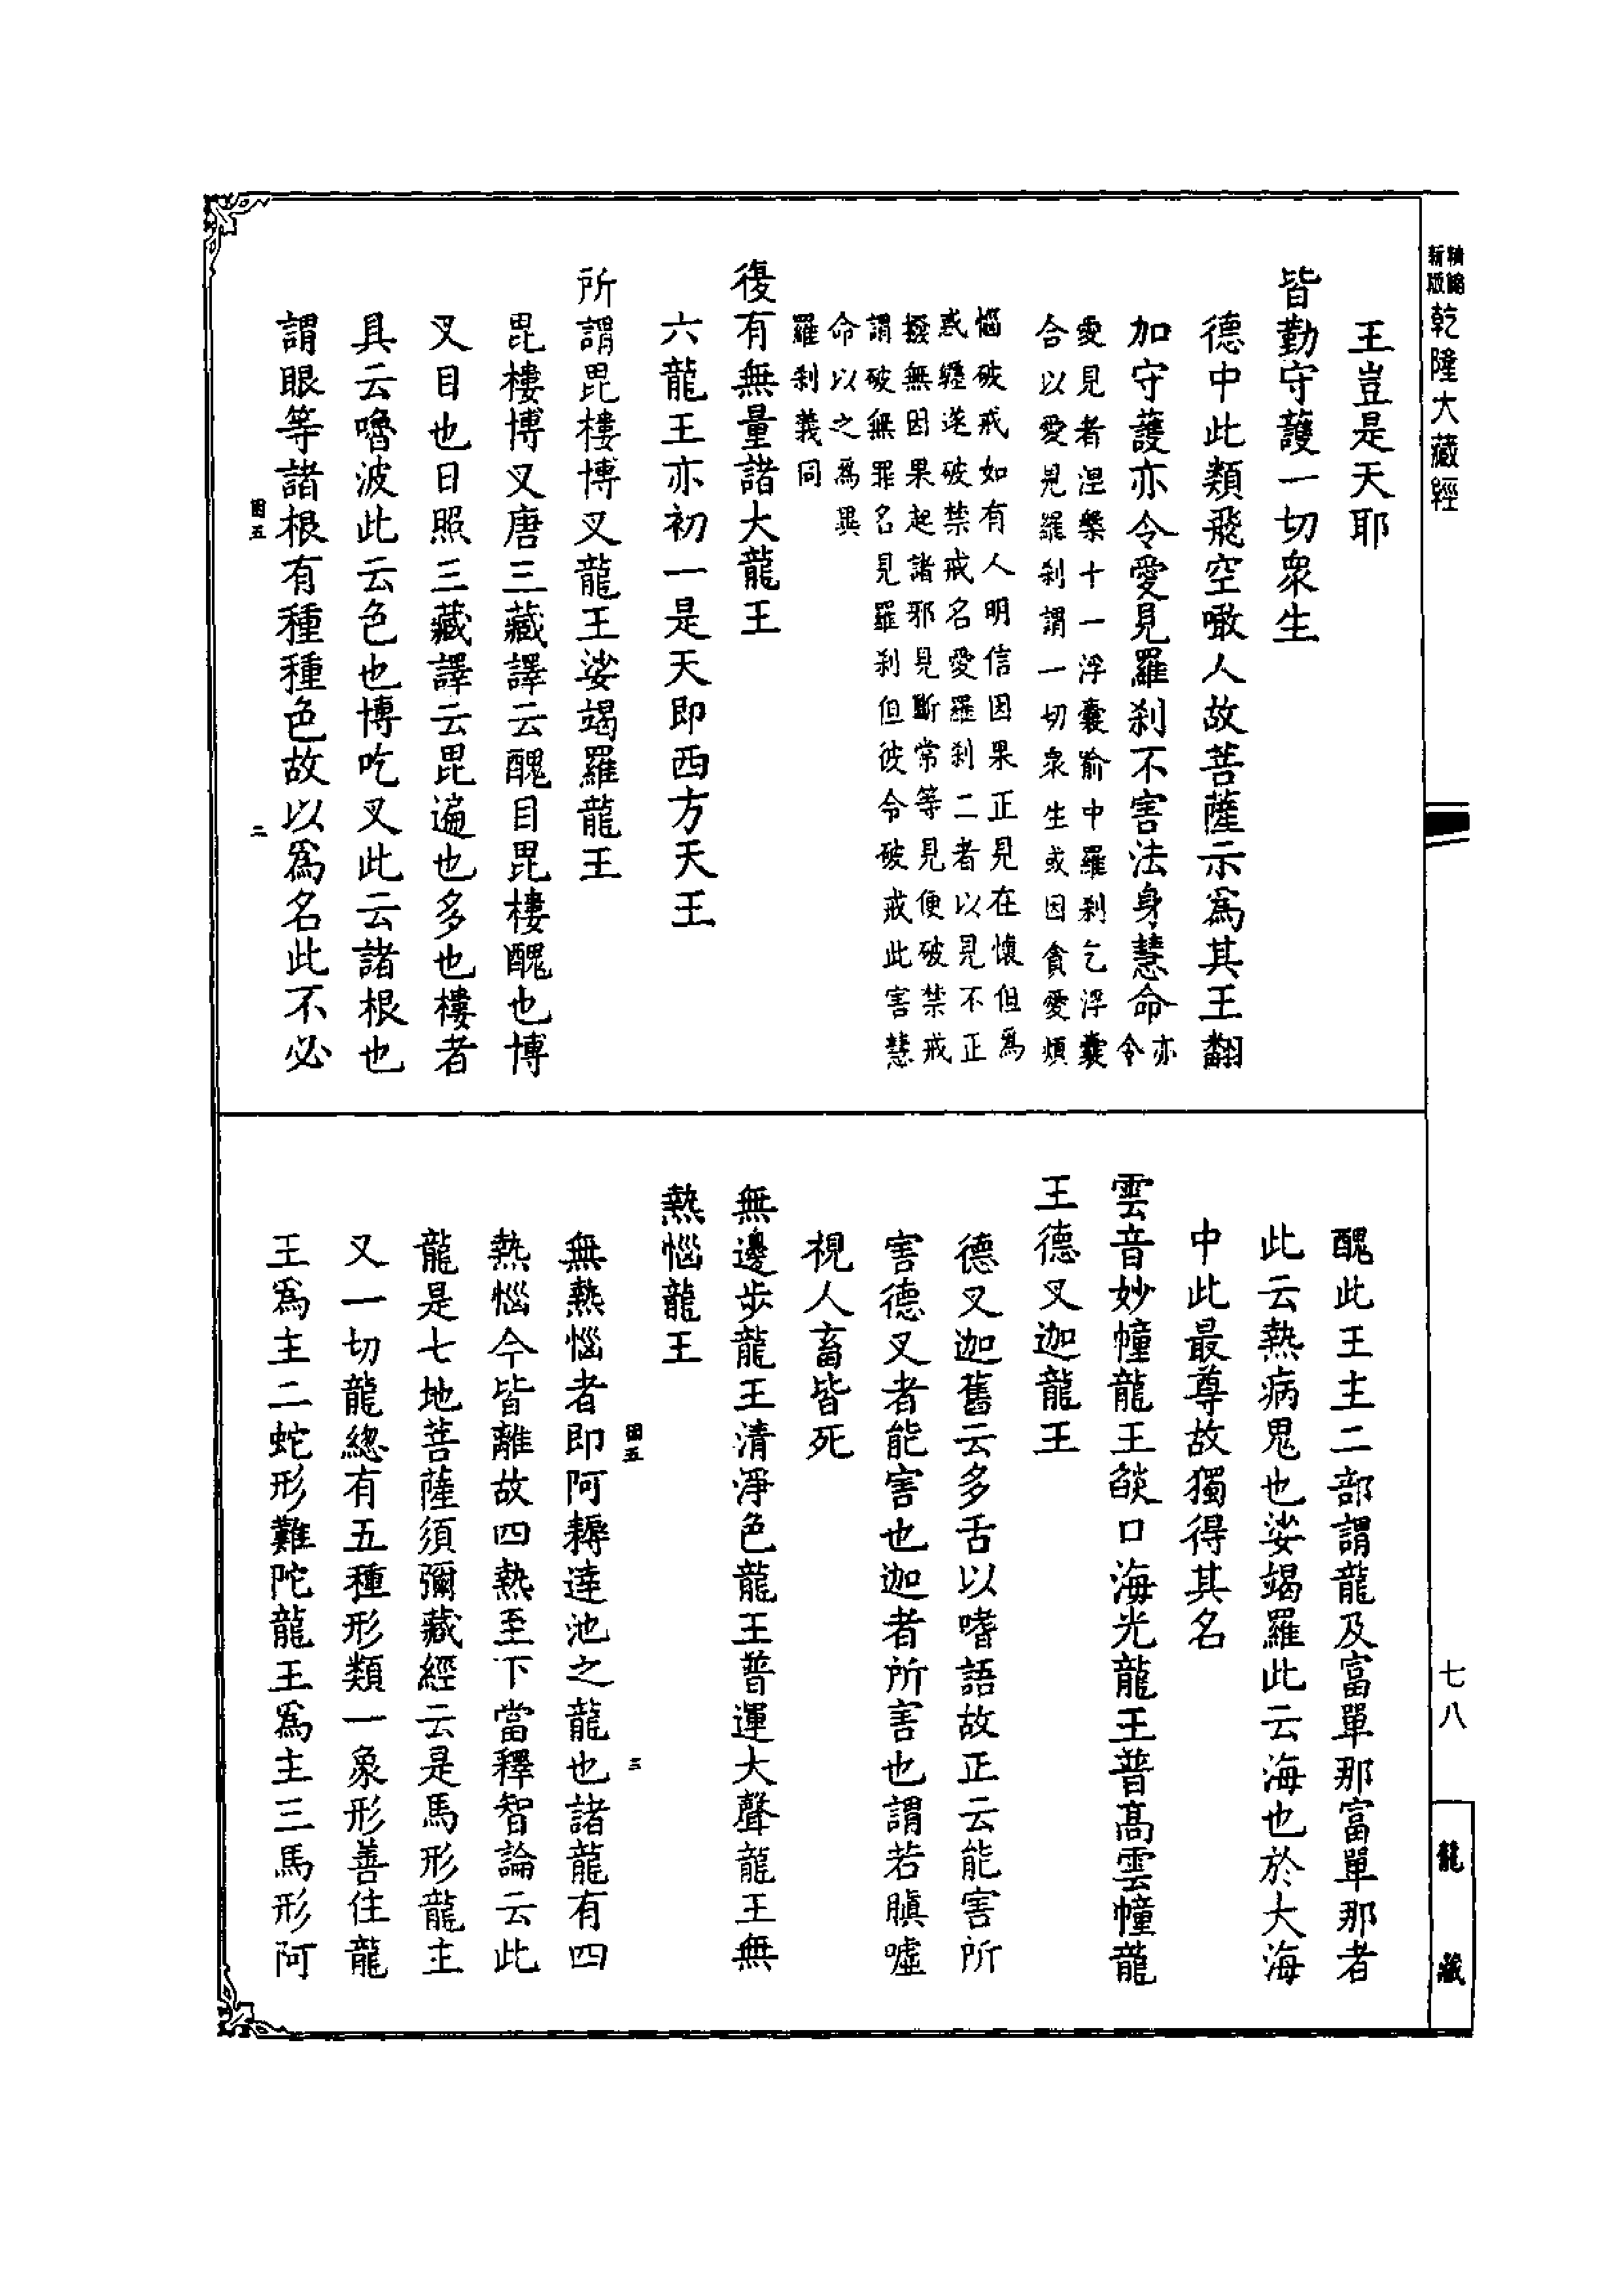 新版精縮乾隆大藏經
王豈是天耶
皆勤守護一切衆生
德中此類飛空噉人故菩薩示爲其王翻
加守護亦令愛見羅刹不害法身慧命亦令
愛見者涅槃十一浮囊喻中羅刹乞浮囊
合以愛見羅刹謂一切衆生或因貪愛煩
惱破戒如有人明信因果正見在懷但爲
惑纏遂破禁戒名愛羅刹二者以見不正
撥無因果起諸邪見斷常等見便破禁戒
謂破無罪名見羅刹但彼令破戒此害慧
命以之爲異
羅刹義同
復有無量諸大龍王
六龍王亦初一是天即西方天王
所謂毘樓博叉龍王娑竭羅龍王
毘樓博叉唐三藏譯云醜目毘樓醜也博
叉目也日照三藏譯云毘遍也多也樓者
具云嚕波此云色也博吃叉此云諸根也
謂眼等諸根有種種色故以爲名此不必
圅五
二
醜此王主二部謂龍及富單那富單那者
此云熱病鬼也娑竭羅此云海也於大海
中此最尊故獨得其名
雲音妙幢龍王燄口海光龍王普高雲幢龍
王德叉迦龍王
德叉迦舊云多舌以嗜語故正云能害所
害德叉者能害也迦者所害也謂若瞋噓
視人畜皆死
無邊步龍王清淨色龍王普運大聲龍王無
熱惱龍王
圅五
三
無熱惱者即阿耨達池之龍也諸龍有四
熱惱今皆離故四熱至下當釋智論云此
龍是七地菩薩須彌藏經云是馬形龍主
又一切龍總有五種形類一象形善住龍
王爲主二蛇形難陀龍王爲主三馬形阿
七八
龍藏